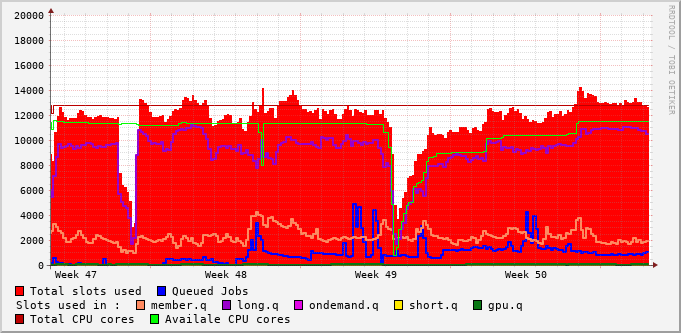 20000
18000
16000
14000
12000
10000
8000
6000
4000
2000
0
Week 47 Week 48 Week 49 Week 50
RRDTOOL / TOBI OETIKER
Total slots used Queued Jobs
Slots used in : member.q long.q ondemand.q short.q gpu.q
Total CPU cores Availale CPU cores